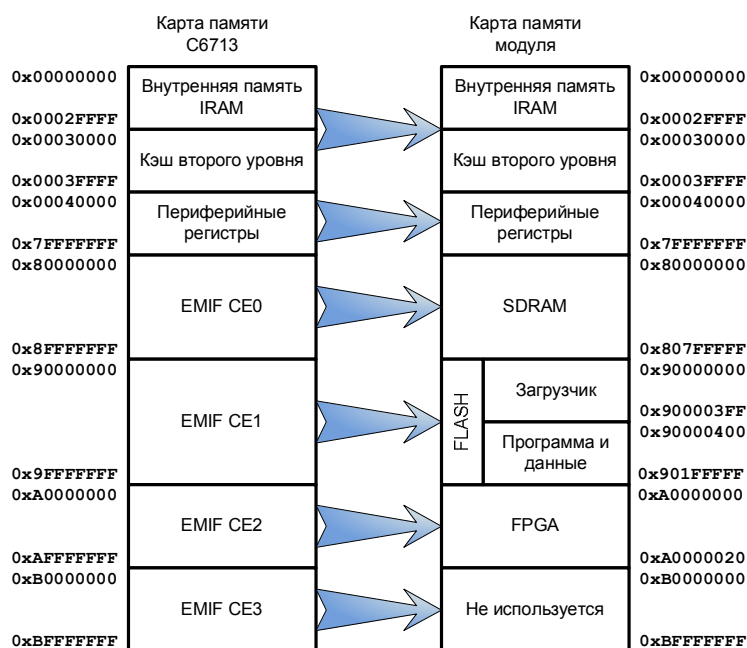 Карта памяти
C6713
Карта памяти
модуля
0x00000000
Внутренняя память
IRAM
Внутренняя память
IRAM
0x00000000
0x0002FFFF
0x0002FFFF
0x00030000
0x00030000
Кэш второго уровня
Кэш второго уровня
0x0003FFFF
0x0003FFFF
0x00040000
0x00040000
Периферийные
регистры
Периферийные
регистры
0x7FFFFFFF
0x7FFFFFFF
0x80000000
0x80000000
EMIF CE0
SDRAM
0x8FFFFFFF
0x807FFFFF
0x90000000
0x90000000
EMIF CE1
FLASH
Загрузчик
0x900003FF
0x90000400
Программа и
данные
0x9FFFFFFF
0x901FFFFF
0xA0000000
0xA0000000
EMIF CE2
FPGA
0xAFFFFFFF
0xA0000020
0xB0000000
0xB0000000
EMIF CE3
Не используется
0xBFFFFFFF
0xBFFFFFFF